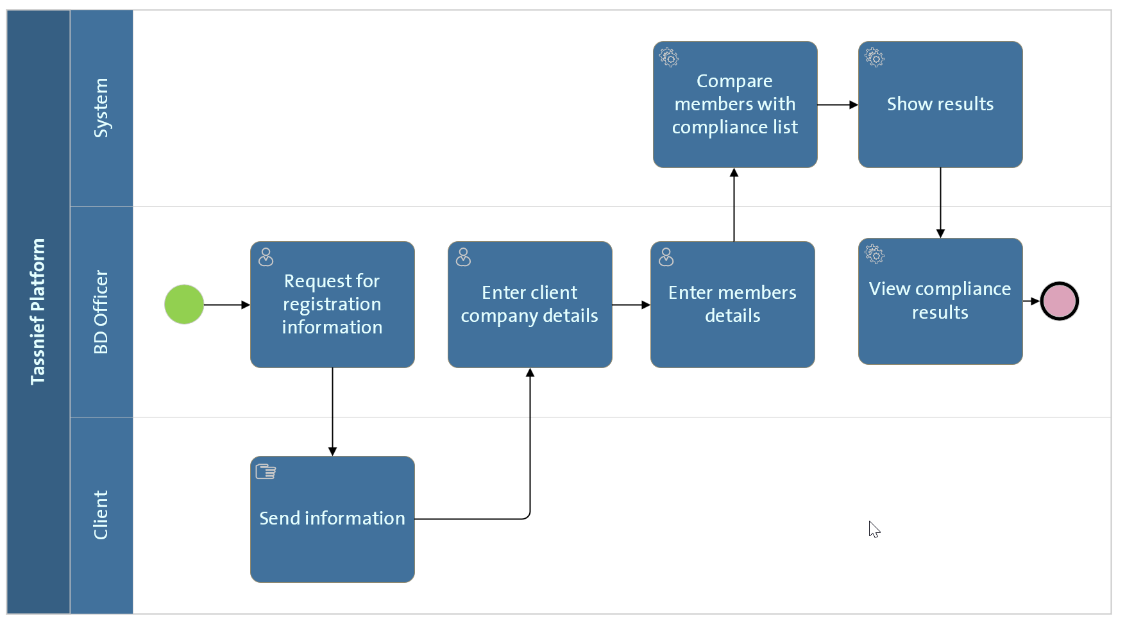 Tassnief Platform
System
Compare
members with
compliance list
Show results
BD Officer
Request for
registration
information
Enter client
company details
Enter members
details
View compliance
results
Client
Send information